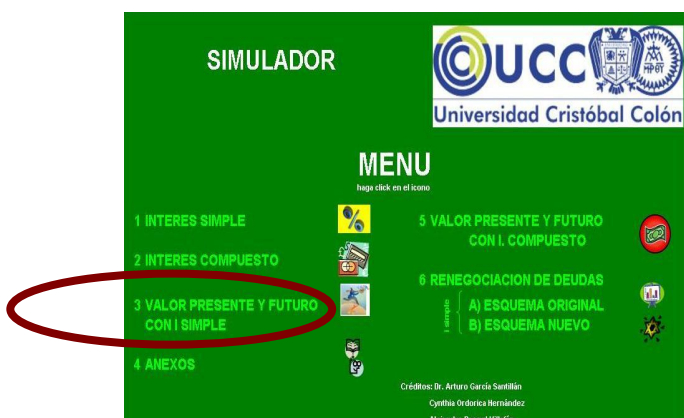 SIMULADOR
UCC
Universidad Cristóbal Colón
MENU
haga click en el icono
1 INTERES SIMPLE
2 INTERES COMPUESTO
3 VALOR PRESENTE Y FUTURO
CON I SIMPLE
4 ANEXOS
5 VALOR PRESENTE Y FUTURO
CON I. COMPUESTO
6 RENEGOCIACION DE DEUDAS
I simple
A) ESQUEMA ORIGINAL
B) ESQUEMA NUEVO
Créditos: Dr. Arturo García Santillán
Cynthia Ordorica Hernández